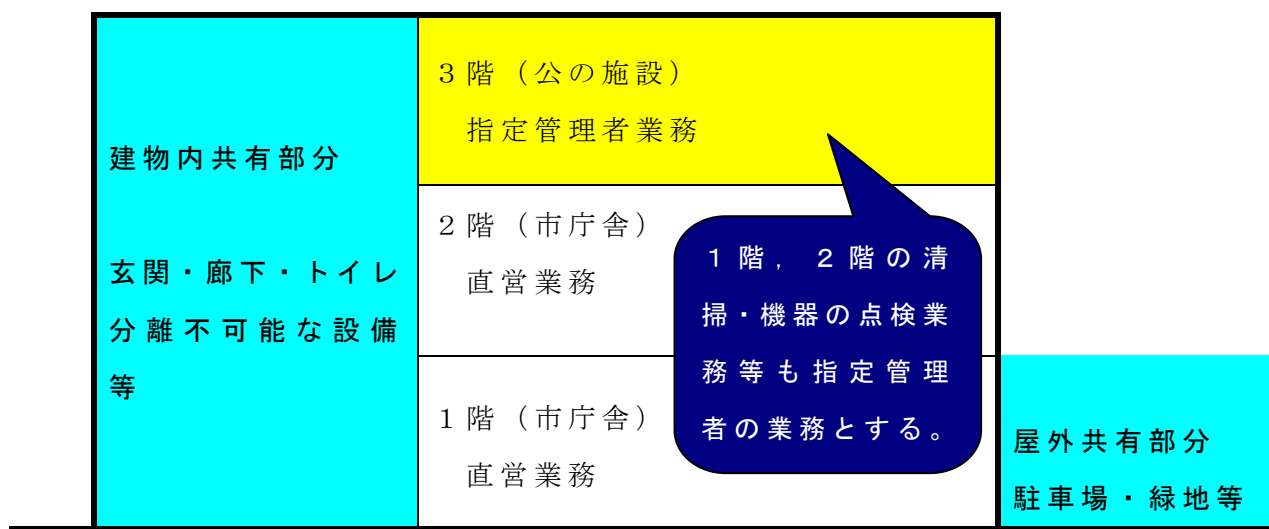 建物内共有部分
玄関・廊下・トイレ
分離不可能な設備
等
3階（公の施設）
指定管理者業務
2階（市庁舎）
直営業務
1階（市庁舎）
直営業務
１階，２階の清
掃・機器の点検業
務等も指定管理
者の業務とする。
屋外共有部分
駐車場・緑地等